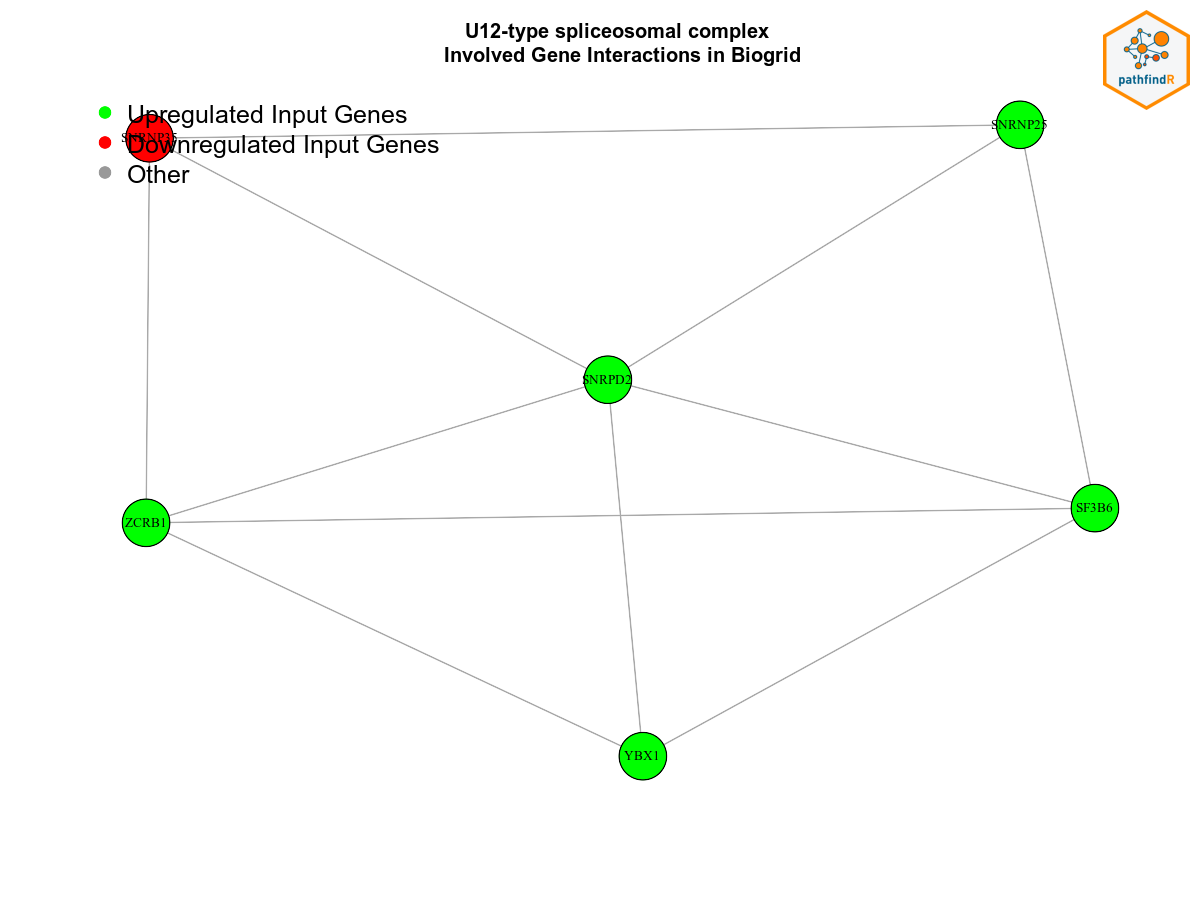 U12-type spliceosomal complex
Involved Gene Interactions in Biogrid
pathfindR
Upregulated Input Genes
SNRNP35
Downregulated Input Genes
Other
SNRNP25
SNRPD2
ZCRB1
SF3B6
YBX1